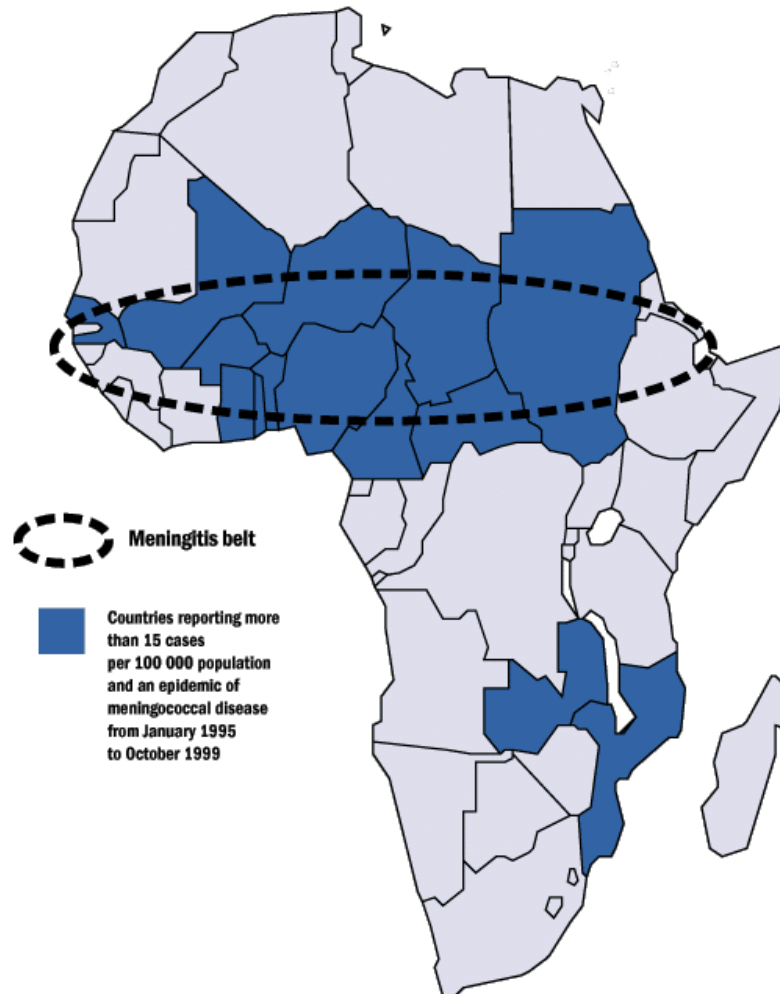 Meningitis belt
Countries reporting more
than 15 cases
per 100 000 population
and an epidemic of
meningococcal disease
from January 1995
to October 1999